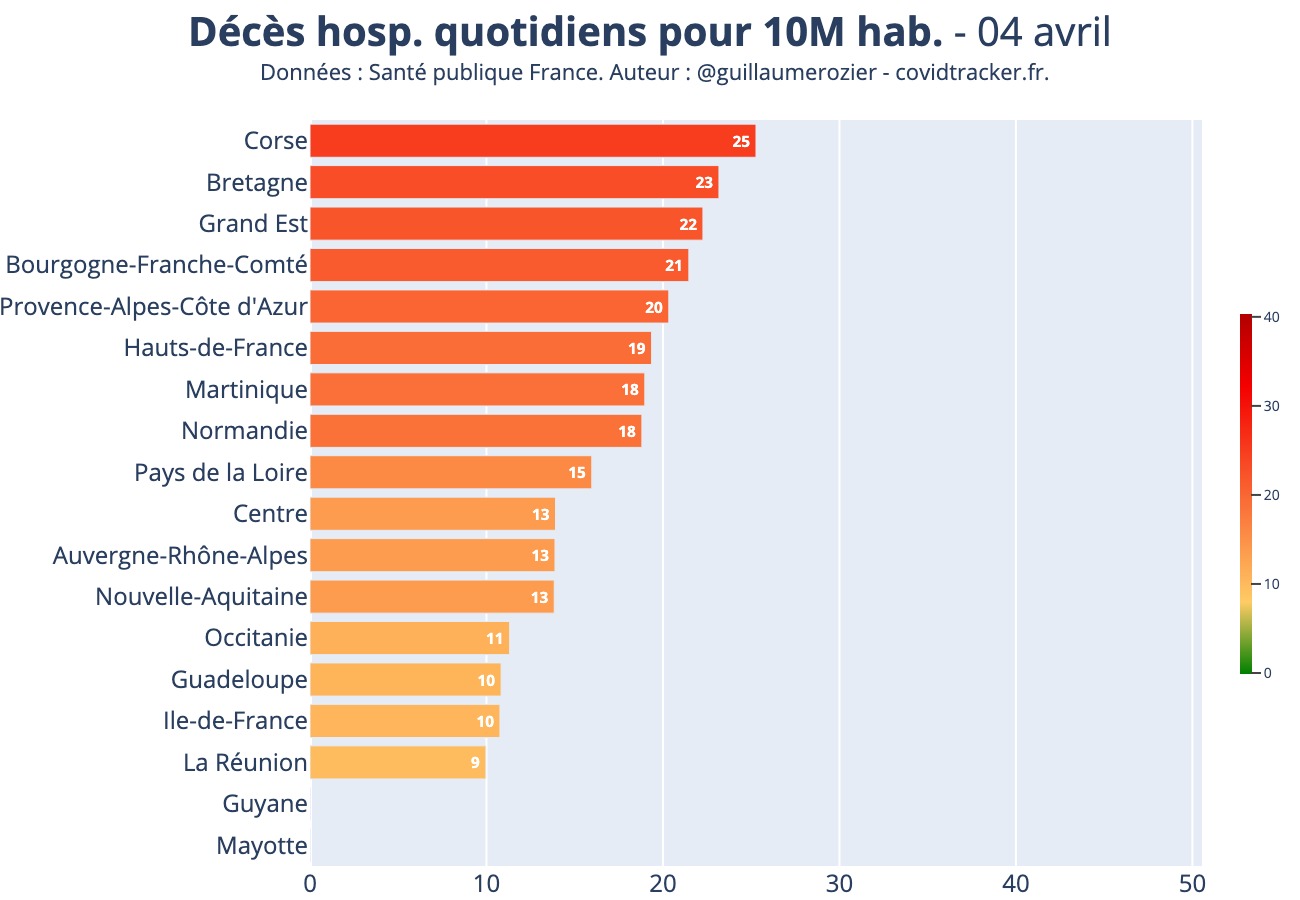 Décès hosp. quotidiens pour 10M hab. - 04 avril
Données : Santé publique France. Auteur : @guillaumerozier - covidtracker.fr.
Corse 25
Bretagne 23
Grand Est 22
Bourgogne-Franche-Comté 21
Provence-Alpes-Côte d'Azur 20
Hauts-de-France 19
Martinique 18
Normandie 18
Pays de la Loire 15
Centre 13
Auvergne-Rhône-Alpes 13
Nouvelle-Aquitaine 13
Occitanie 11
Guadeloupe 10
Ile-de-France 10
La Réunion 9
Guyane
Mayotte
0 10 20 30 40 50
40
30
20
10
0